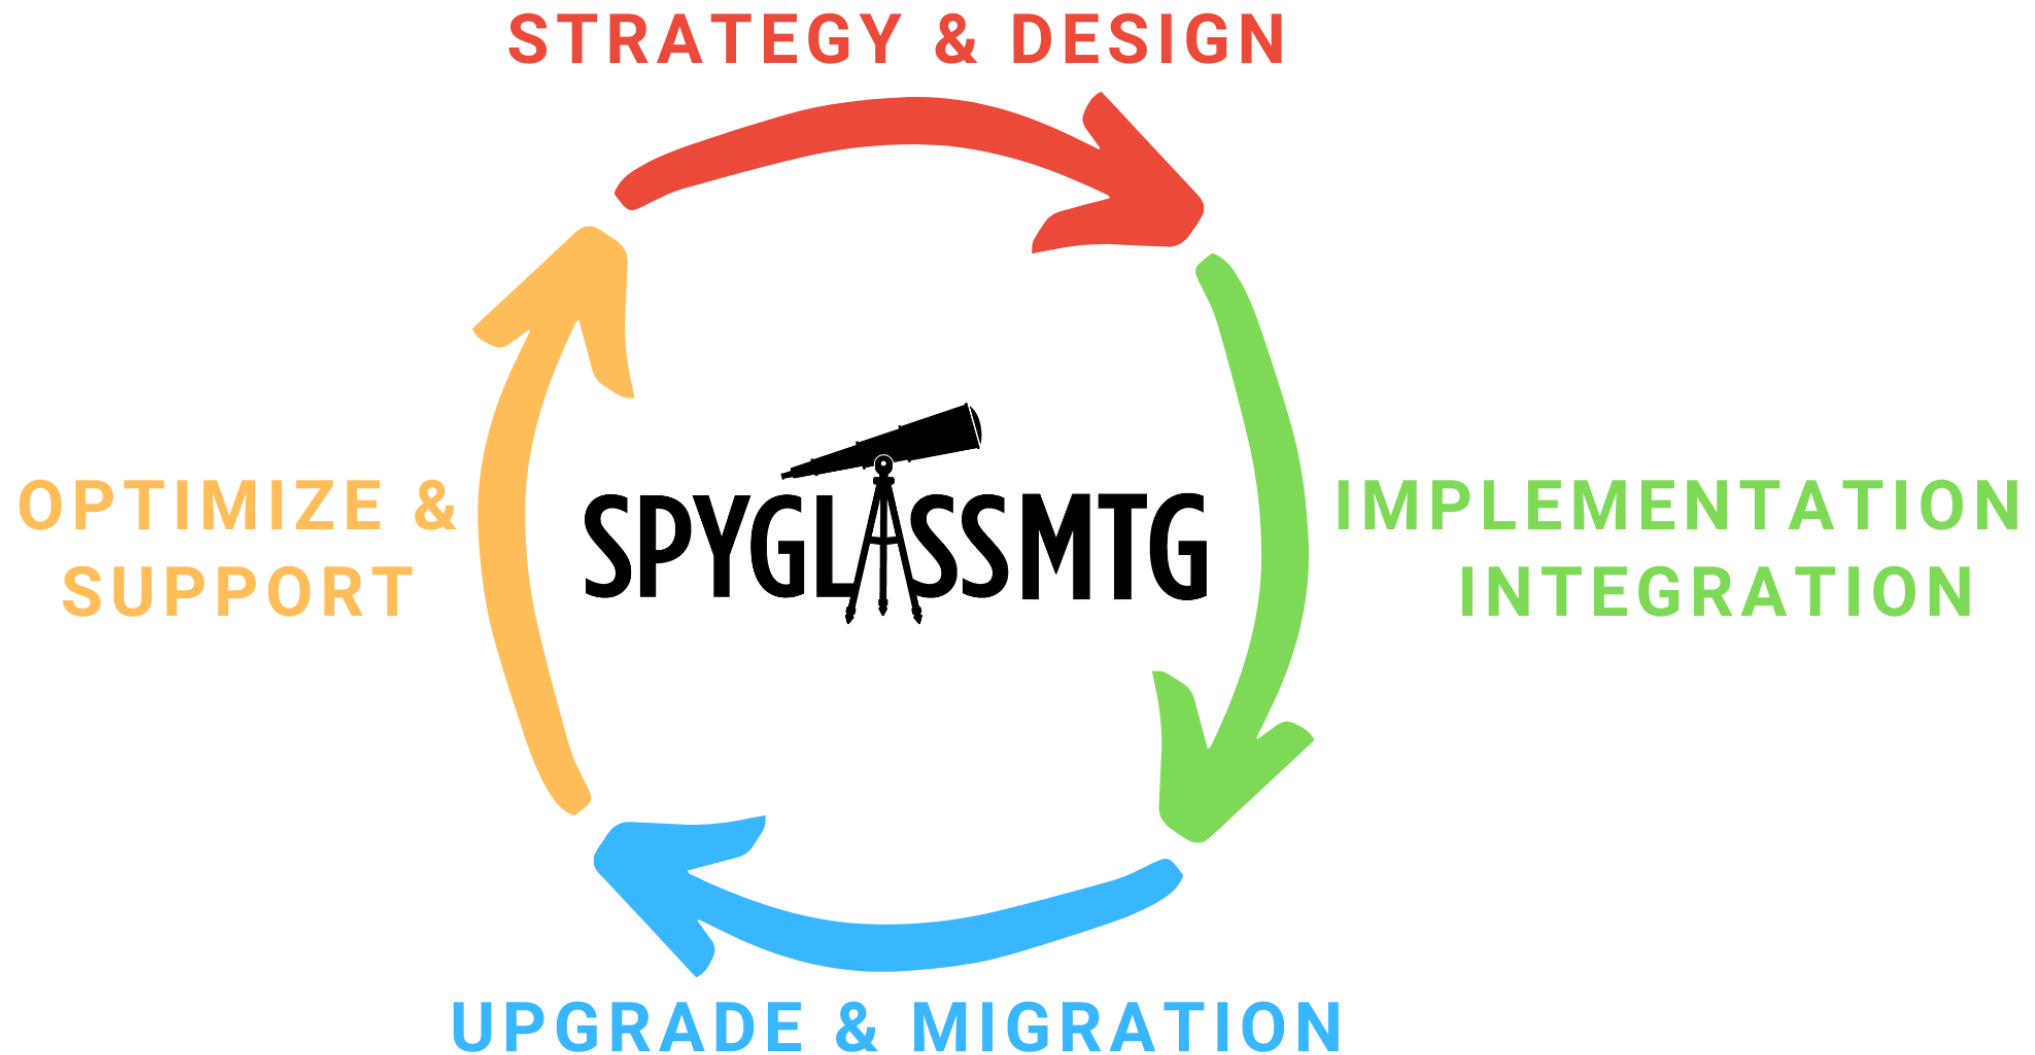 STRATEGY & DESIGN
OPTIMIZE &
SUPPORT
SPYGLASSMTG
IMPLEMENTATION
INTEGRATION
UPGRADE & MIGRATION